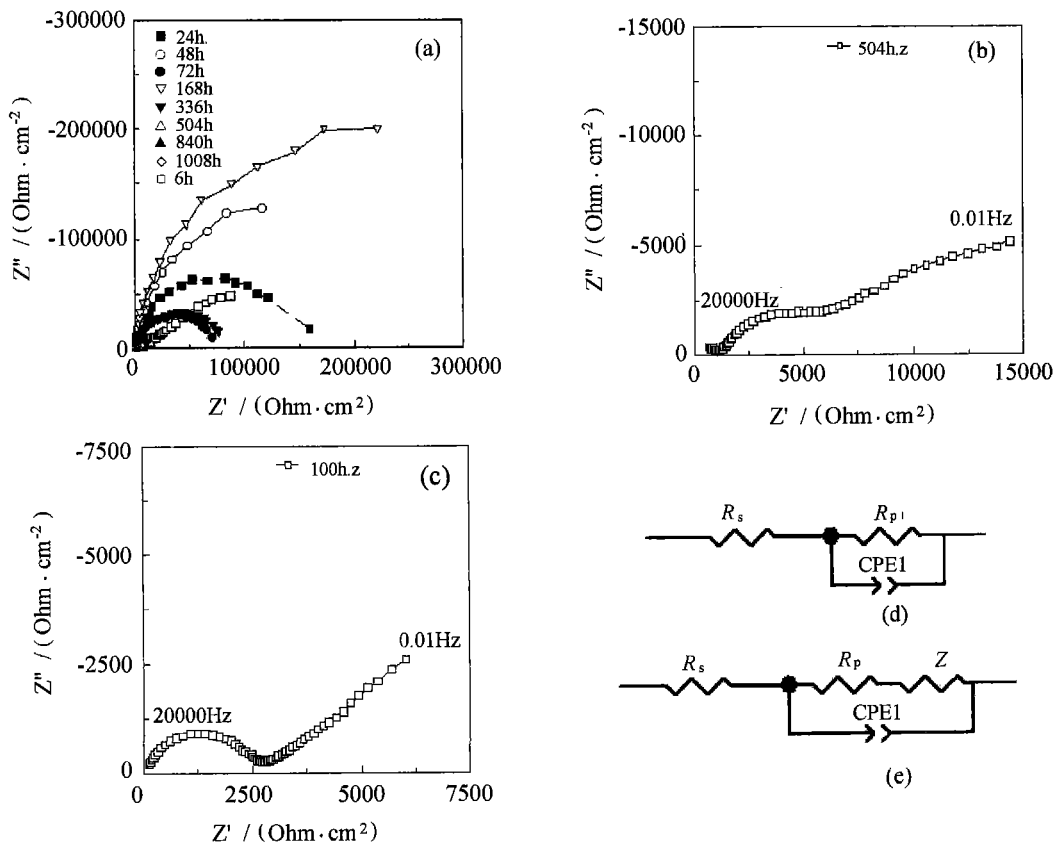 (a)
-300000
-200000
-100000
0
0
100000
200000
300000
Z″ / (Ohm·cm⁻²)
Z′ / (Ohm·cm²)
24h.
48h
72h
168h
336h
504h
840h
1008h
6h
(b)
-15000
-10000
-5000
0
0
5000
10000
15000
Z″ / (Ohm·cm⁻²)
Z′ / (Ohm·cm²)
504h.z
20000Hz
0.01Hz
(c)
-7500
-5000
-2500
0
0
2500
5000
7500
Z″ / (Ohm·cm⁻²)
Z′ / (Ohm·cm²)
100h.z
20000Hz
0.01Hz
Rs
Rp1
CPE1
(d)
Rs
Rp
Z
CPE1
(e)